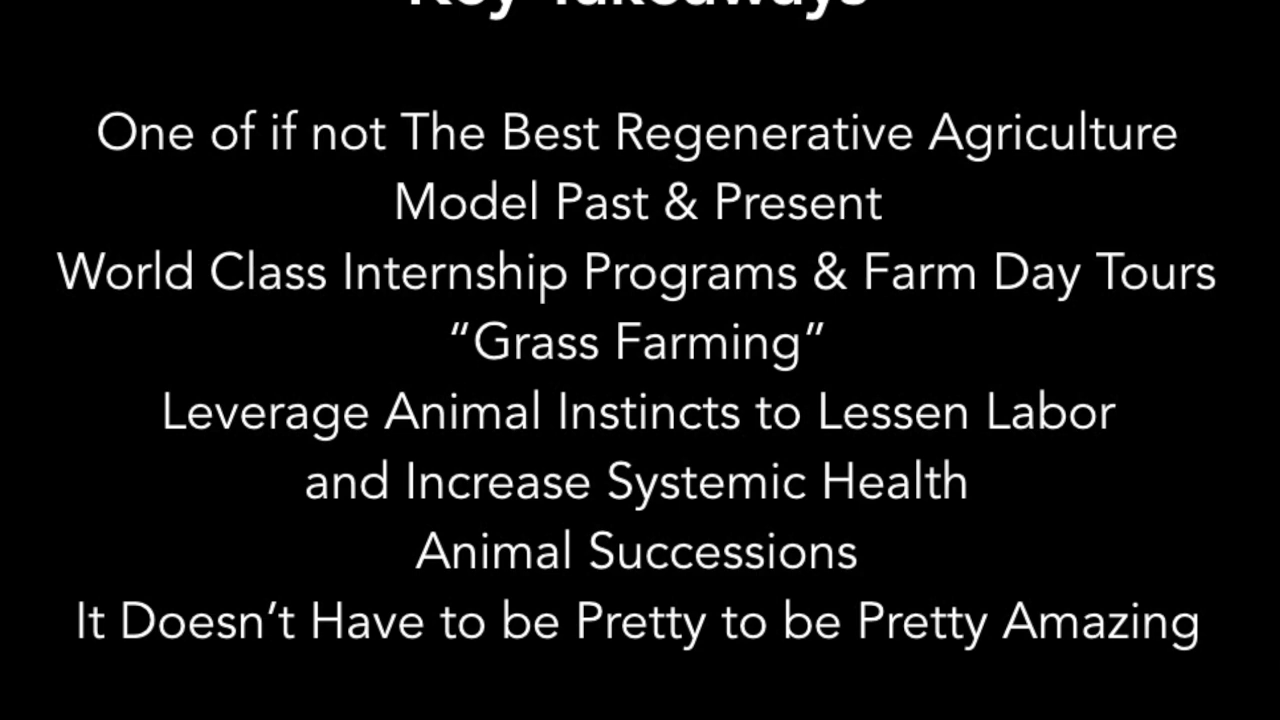 Key Takeaways
One of if not The Best Regenerative Agriculture
Model Past & Present
World Class Internship Programs & Farm Day Tours
“Grass Farming”
Leverage Animal Instincts to Lessen Labor
and Increase Systemic Health
Animal Successions
It Doesn’t Have to be Pretty to be Pretty Amazing